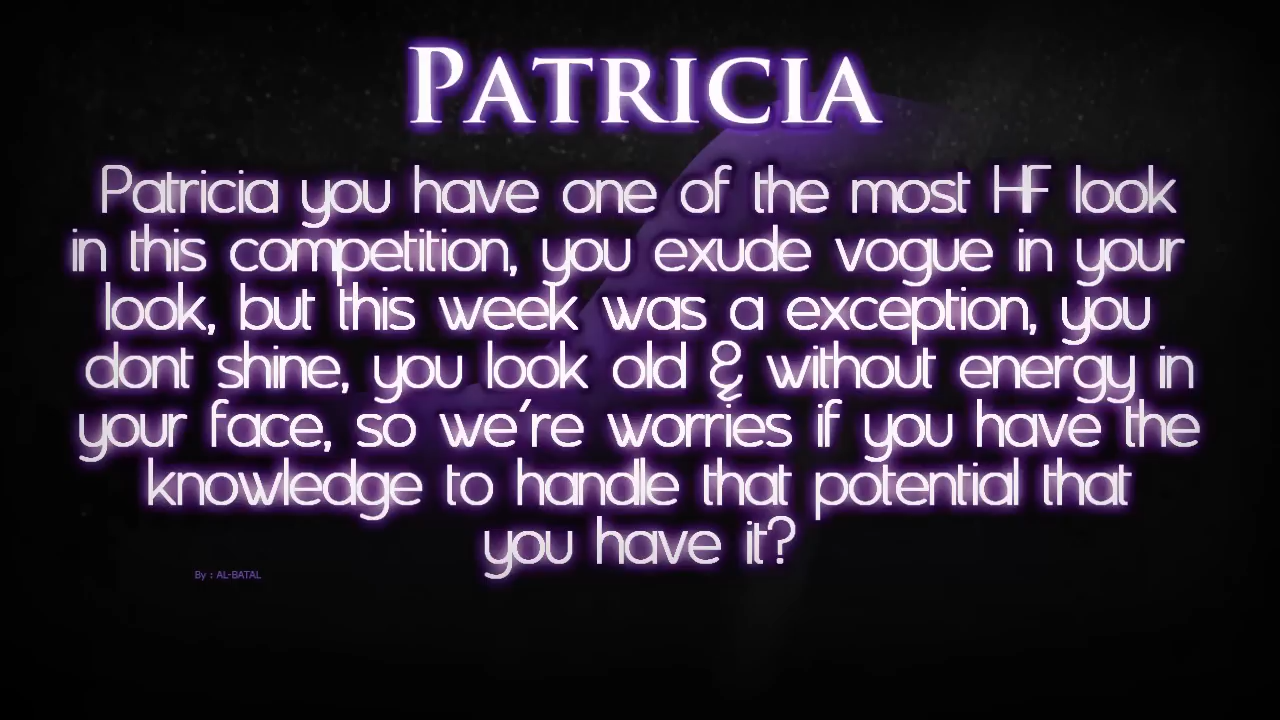 PATRICIA
Patricia you have one of the most HF look
in this competition, you exude vogue in your
look, but this week was a exception, you
dont shine, you look old & without energy in
your face, so we're worries if you have the
knowledge to handle that potential that
you have it?
By : AL-BATAL